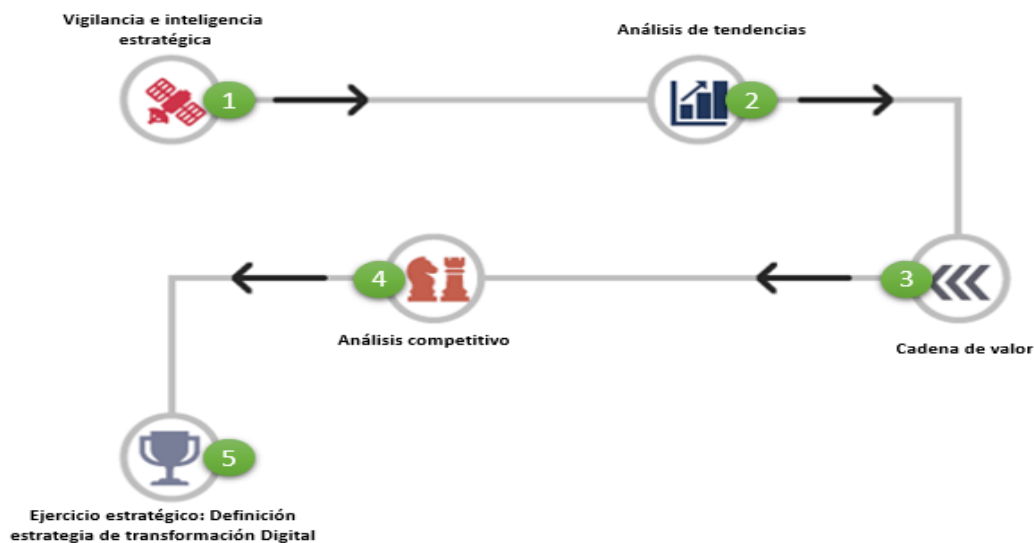 Vigilancia e inteligencia
estratégica
1
Análisis de tendencias
2
3
Cadena de valor
4
Análisis competitivo
5
Ejercicio estratégico: Definición
estrategia de transformación Digital